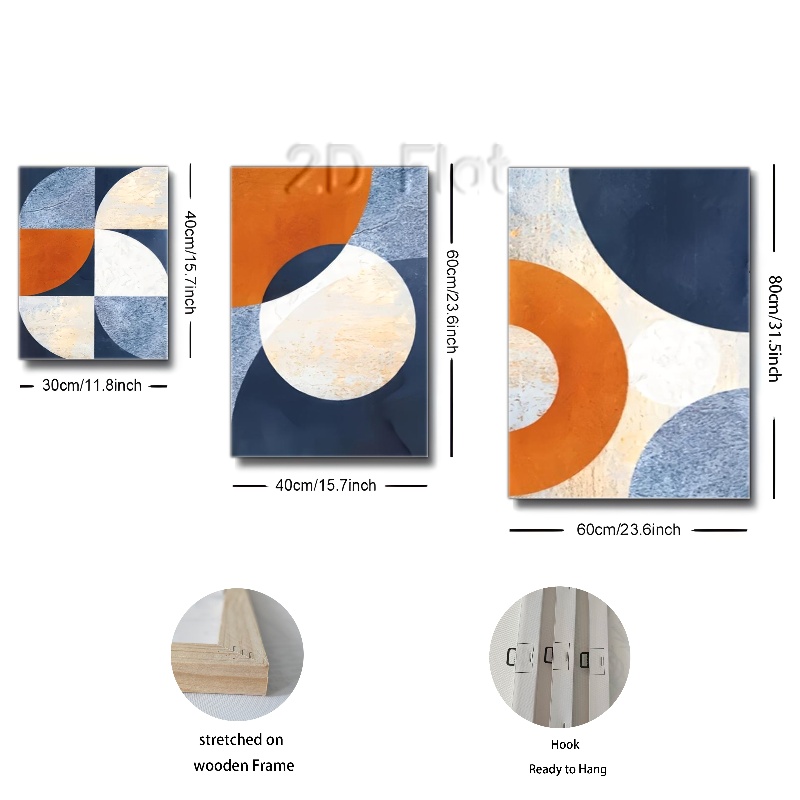 2D Flat
40cm/15.7inch
30cm/11.8inch
60cm/23.6inch
40cm/15.7inch
80cm/31.5inch
60cm/23.6inch
stretched on
wooden Frame
Hook
Ready to Hang